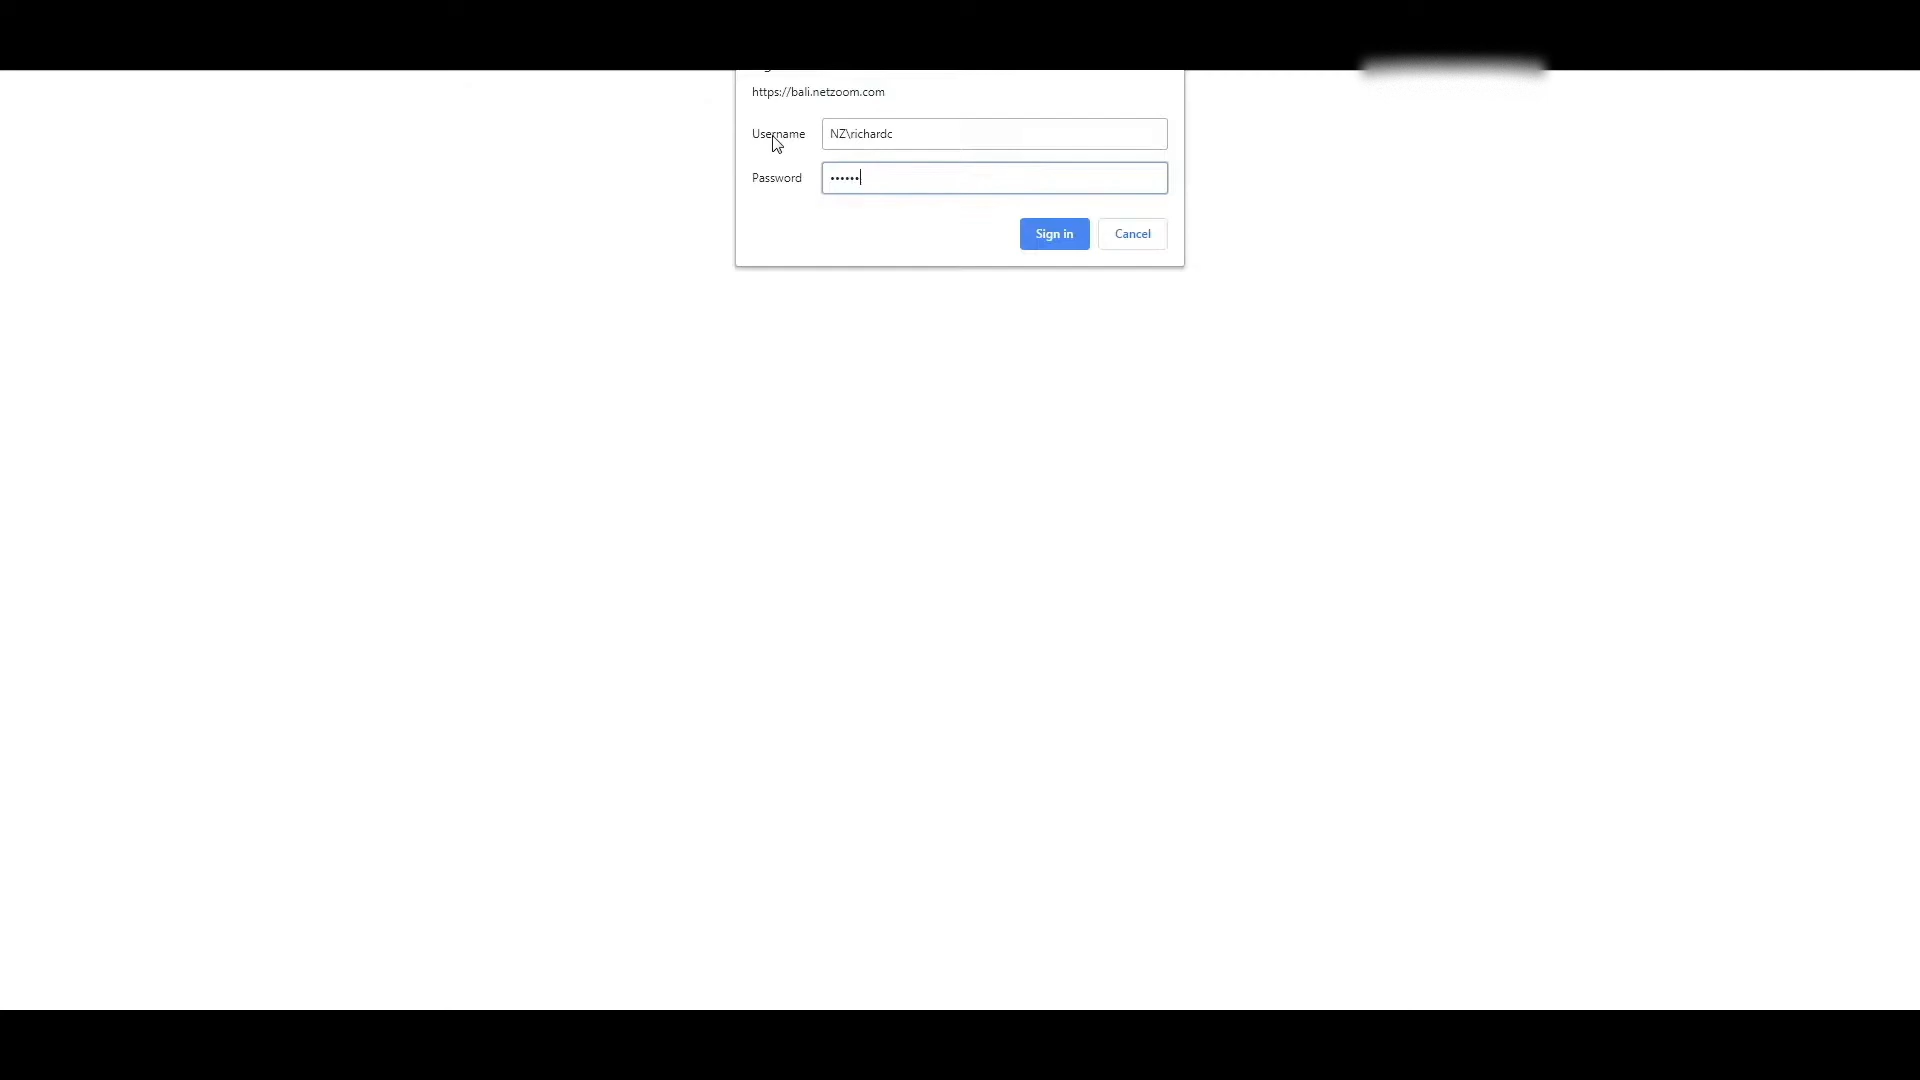 https://bali.netzoom.com
Username NZ\richardc
Password ••••••
Sign in Cancel